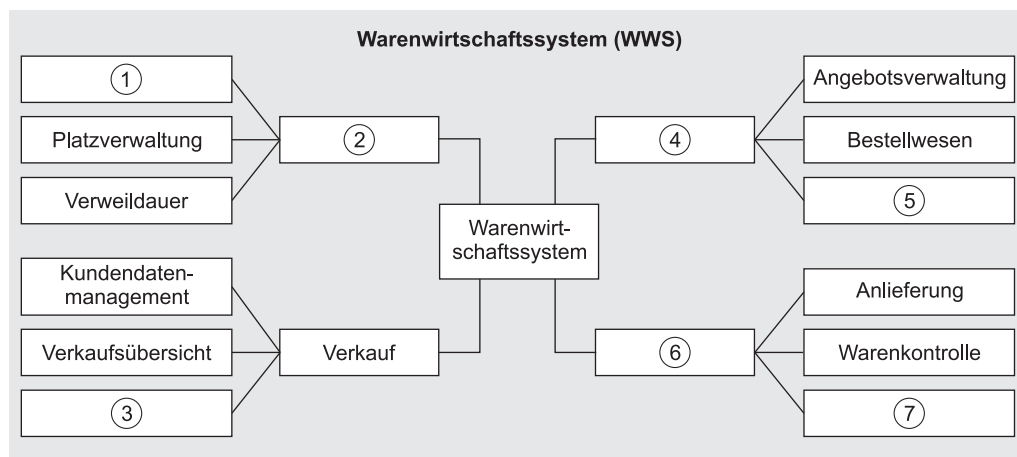 Warenwirtschaftssystem (WWS)
1
Platzverwaltung
Verweildauer
2
Kundendaten-
management
Verkaufsübersicht
3
Verkauf
Warenwirt-
schaftssystem
4
Angebotsverwaltung
Bestellwesen
5
6
Anlieferung
Warenkontrolle
7